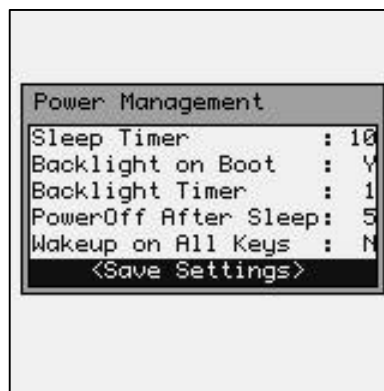 Power Management
Sleep Timer : 10
Backlight on Boot : Y
Backlight Timer : 1
PowerOff After Sleep: 5
Wakeup on All Keys : N
<Save Settings>